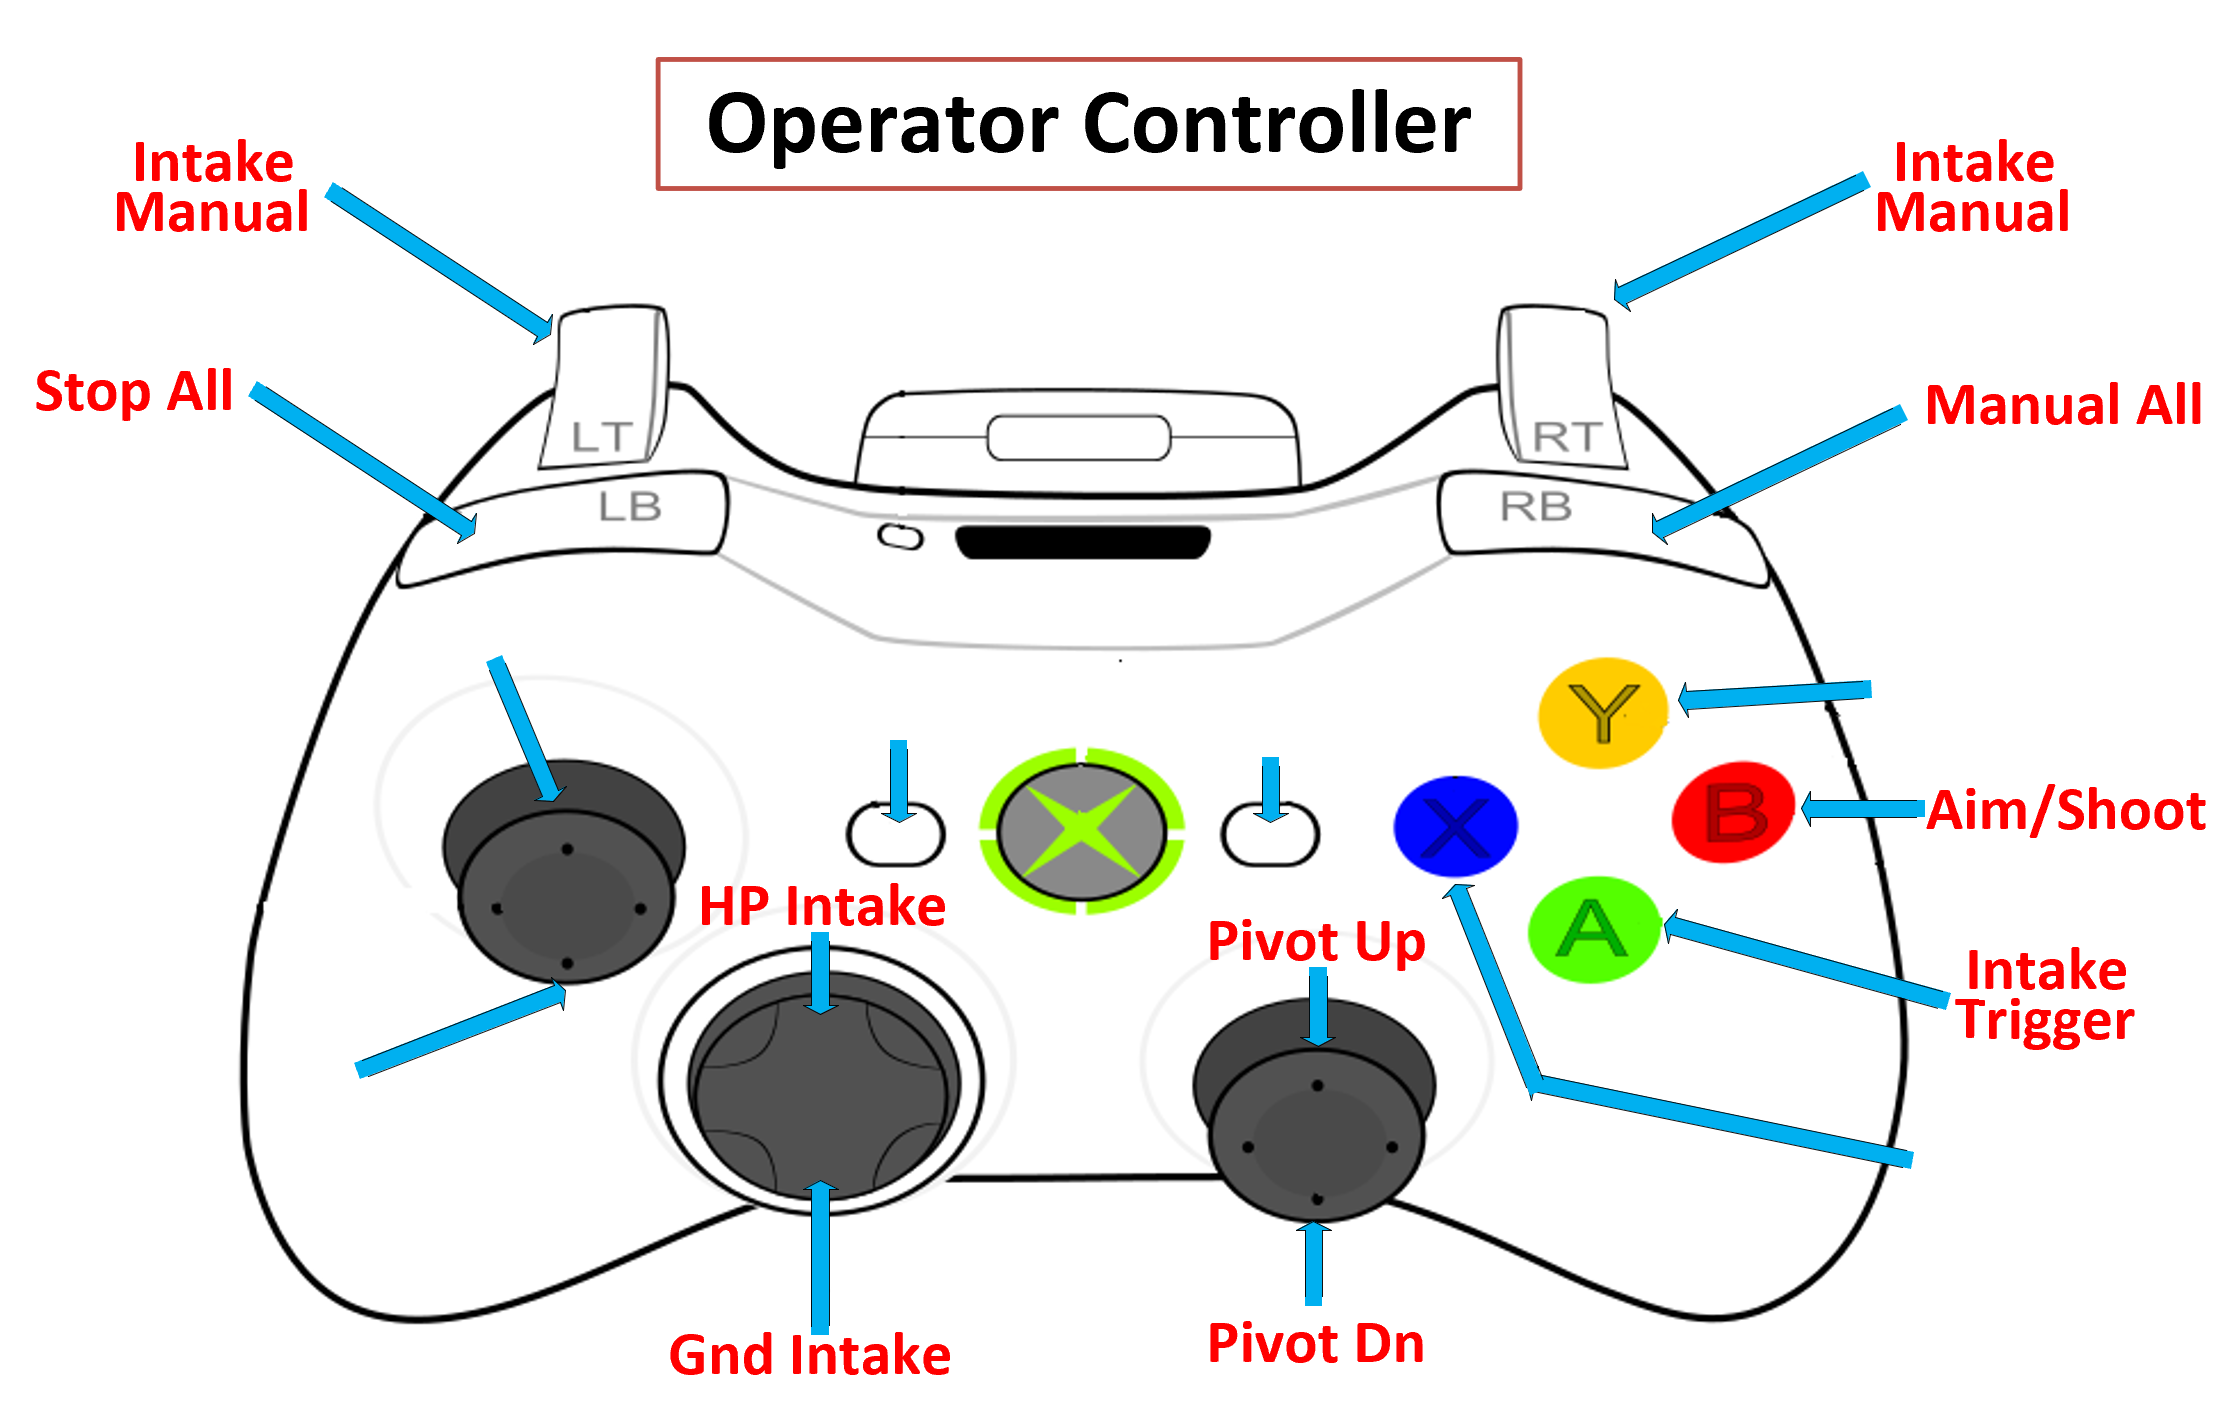 Operator Controller
Intake
Manual
Intake
Manual
Stop All
Manual All
LT
RT
LB
RB
Y
X
B
Aim/Shoot
A
HP Intake
Pivot Up
Intake
Trigger
Gnd Intake
Pivot Dn